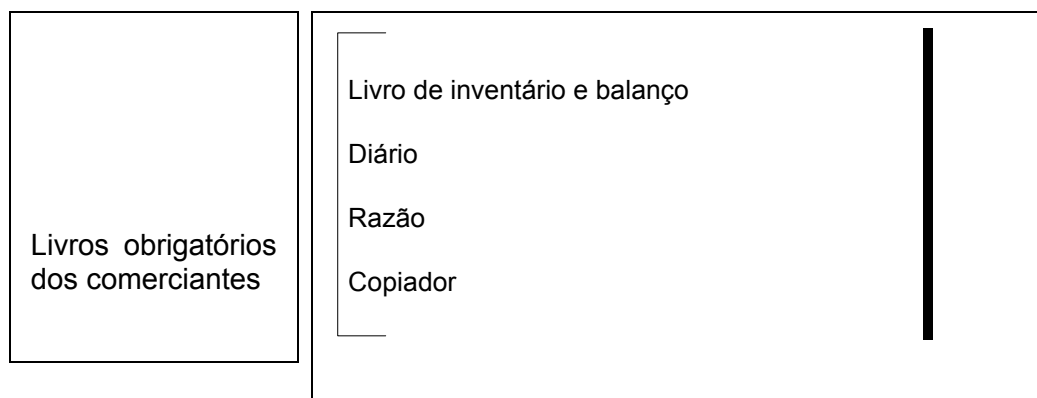 Livros obrigatórios
dos comerciantes
Livro de inventário e balanço
Diário
Razão
Copiador